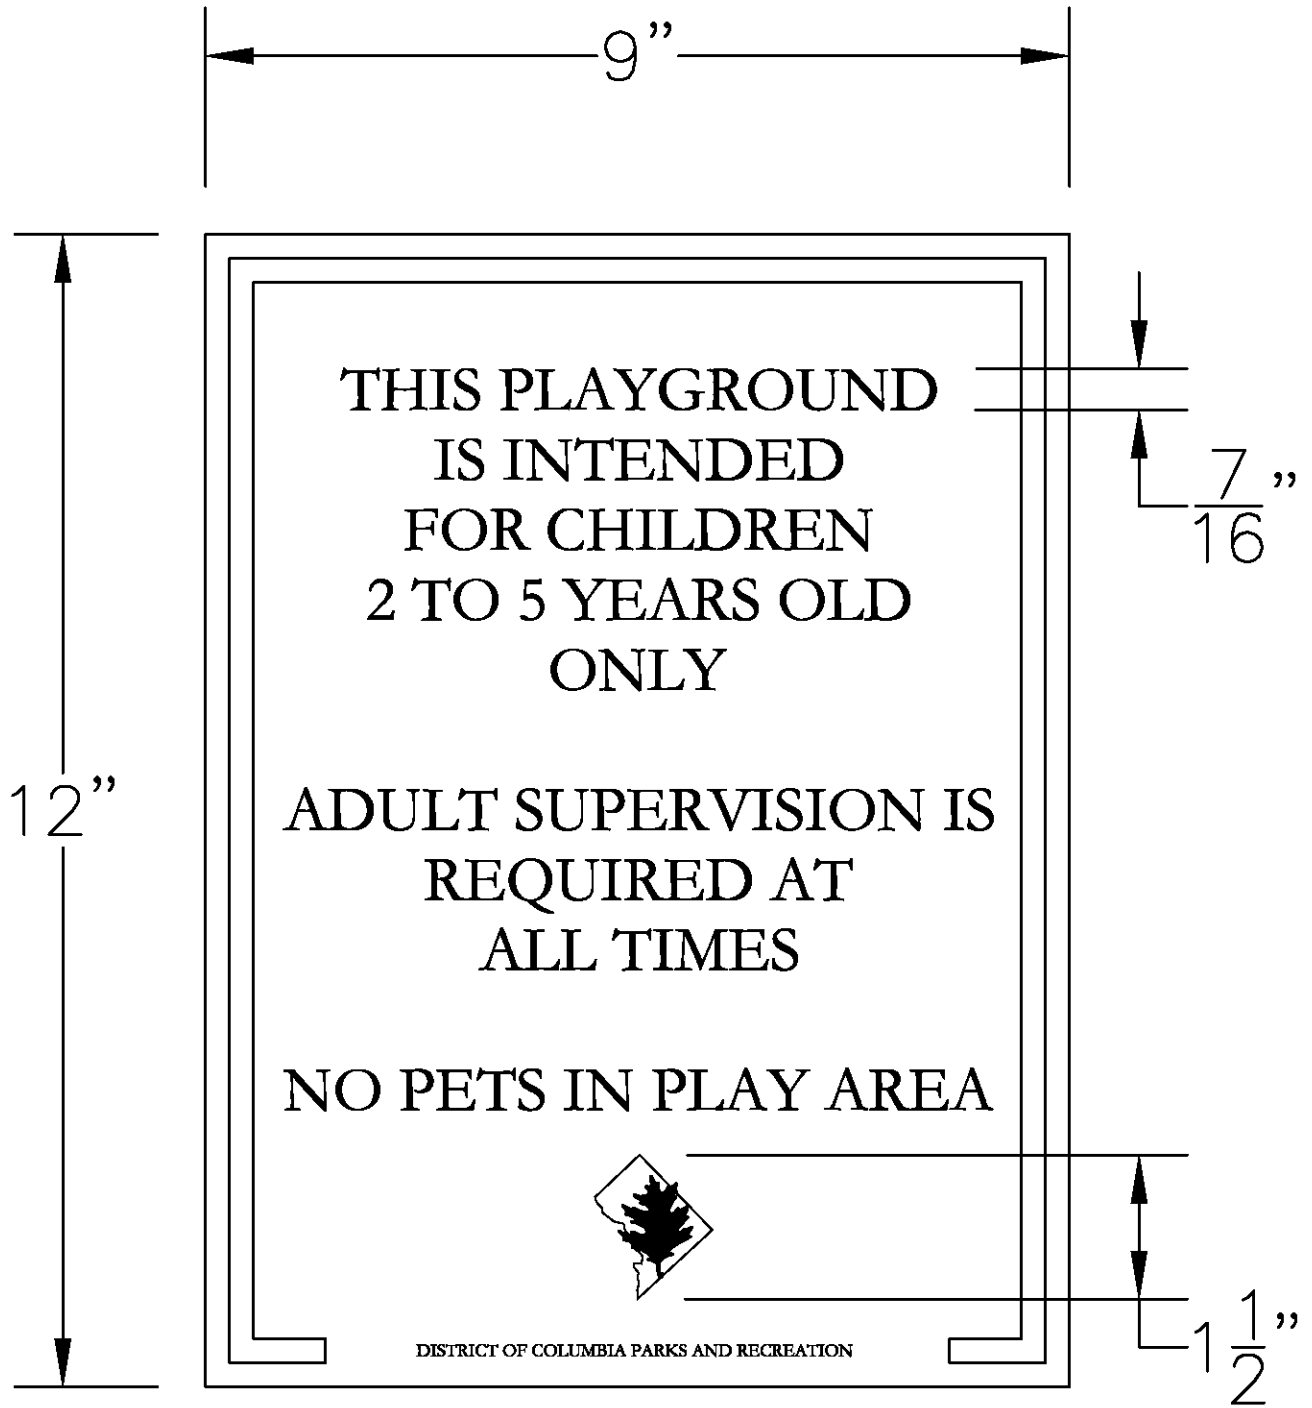 9”
THIS PLAYGROUND
IS INTENDED
FOR CHILDREN
2 TO 5 YEARS OLD
ONLY
7/16”
12”
ADULT SUPERVISION IS
REQUIRED AT
ALL TIMES
NO PETS IN PLAY AREA
1 1/2”
DISTRICT OF COLUMBIA PARKS AND RECREATION